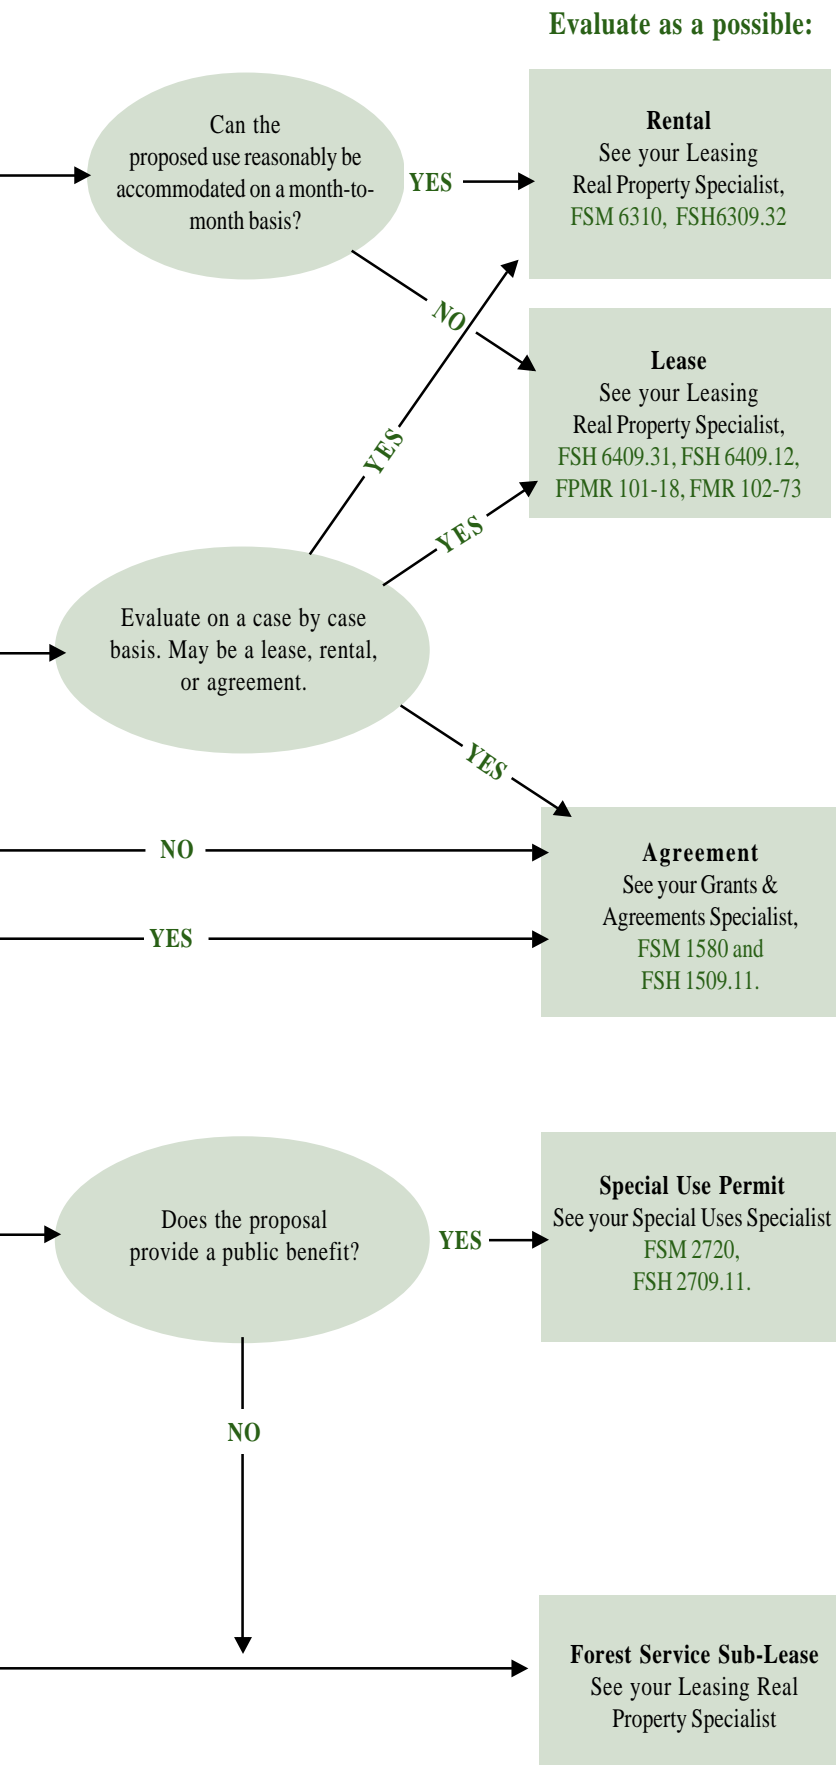 Evaluate as a possible:
Can the
proposed use reasonably be
accommodated on a month-to-
month basis?
YES
Rental
See your Leasing
Real Property Specialist,
FSM 6310, FSH6309.32
NO
Lease
See your Leasing
Real Property Specialist,
FSH 6409.31, FSH 6409.12,
FPMR 101-18, FMR 102-73
YES
YES
Evaluate on a case by case
basis. May be a lease, rental,
or agreement.
YES
NO
YES
Agreement
See your Grants &
Agreements Specialist,
FSM 1580 and
FSH 1509.11.
Does the proposal
provide a public benefit?
YES
Special Use Permit
See your Special Uses Specialist
FSM 2720,
FSH 2709.11.
NO
Forest Service Sub-Lease
See your Leasing Real
Property Specialist